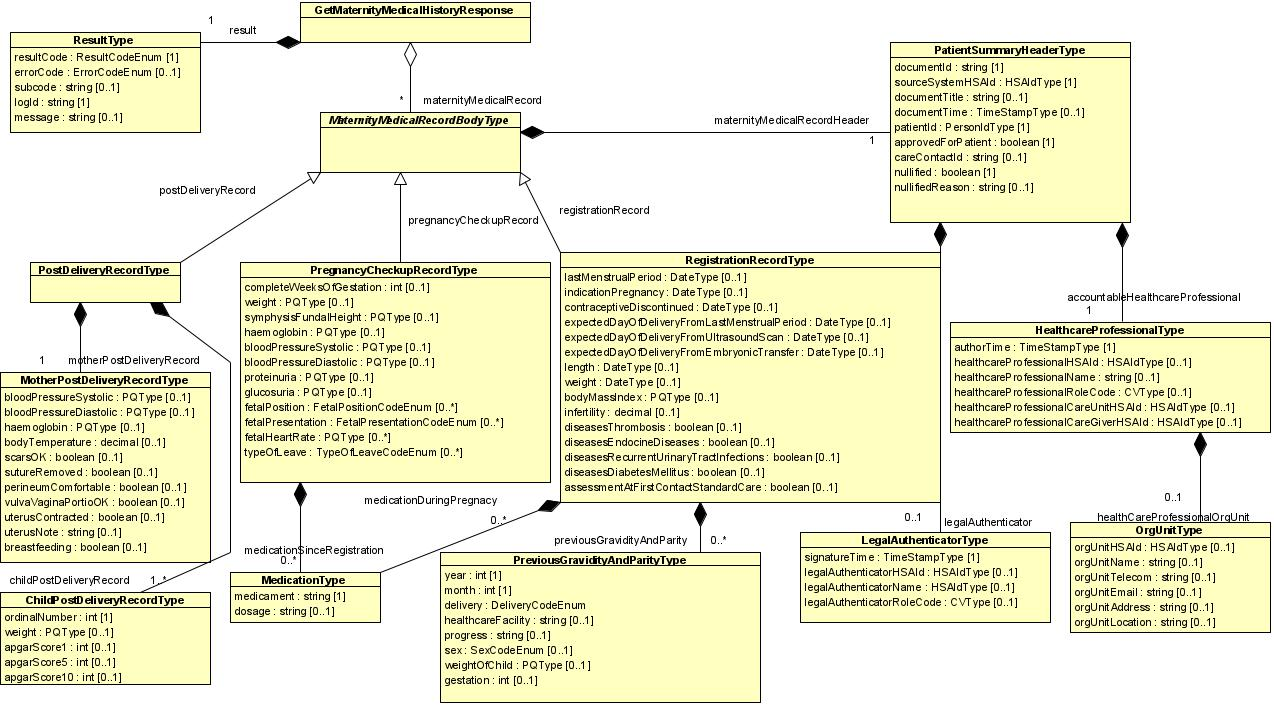 GetMaternityMedicalHistoryResponse
1
result
ResultType
resultCode : ResultCodeEnum [1]
errorCode : ErrorCodeEnum [0..1]
subcode : string [0..1]
logId : string [1]
message : string [0..1]
*
maternityMedicalRecord
MaternityMedicalRecordBodyType
maternityMedicalRecordHeader
1
PatientSummaryHeaderType
documentId : string [1]
sourceSystemHSAId : HSAIdType [1]
documentTitle : string [0..1]
documentTime : TimeStampType [0..1]
patientId : PersonIdType [1]
approvedForPatient : boolean [1]
careContactId : string [0..1]
nullified : boolean [1]
nullifiedReason : string [0..1]
postDeliveryRecord
pregnancyCheckupRecord
registrationRecord
PostDeliveryRecordType
PregnancyCheckupRecordType
completeWeeksOfGestation : int [0..1]
weight : PQType [0..1]
symphysisFundalHeight : PQType [0..1]
haemoglobin : PQType [0..1]
bloodPressureSystolic : PQType [0..1]
bloodPressureDiastolic : PQType [0..1]
proteinuria : PQType [0..1]
glucosuria : PQType [0..1]
fetalPosition : FetalPositionCodeEnum [0..*]
fetalPresentation : FetalPresentationCodeEnum [0..*]
fetalHeartRate : PQType [0..*]
typeOfLeave : TypeOfLeaveCodeEnum [0..*]
RegistrationRecordType
lastMenstrualPeriod : DateType [0..1]
indicationPregnancy : DateType [0..1]
contraceptiveDiscontinued : DateType [0..1]
expectedDayOfDeliveryFromLastMenstrualPeriod : DateType [0..1]
expectedDayOfDeliveryFromUltrasoundScan : DateType [0..1]
expectedDayOfDeliveryFromEmbryonicTransfer : DateType [0..1]
length : DateType [0..1]
weight : DateType [0..1]
bodyMassIndex : PQType [0..1]
infertility : decimal [0..1]
diseasesThrombosis : boolean [0..1]
diseasesEndocineDiseases : boolean [0..1]
diseasesRecurrentUrinaryTractInfections : boolean [0..1]
diseasesDiabetesMellitus : boolean [0..1]
assessmentAtFirstContactStandardCare : boolean [0..1]
accountableHealthcareProfessional
1
HealthcareProfessionalType
authorTime : TimeStampType [1]
healthcareProfessionalHSAId : HSAIdType [0..1]
healthcareProfessionalName : string [0..1]
healthcareProfessionalRoleCode : CVType [0..1]
healthcareProfessionalCareUnitHSAId : HSAIdType [0..1]
healthcareProfessionalCareGiverHSAId : HSAIdType [0..1]
1
motherPostDeliveryRecord
MotherPostDeliveryRecordType
bloodPressureSystolic : PQType [0..1]
bloodPressureDiastolic : PQType [0..1]
haemoglobin : PQType [0..1]
bodyTemperature : decimal [0..1]
scarsOK : boolean [0..1]
sutureRemoved : boolean [0..1]
perineumComfortable : boolean [0..1]
vulvaVaginaPortioOK : boolean [0..1]
uterusContracted : boolean [0..1]
uterusNote : string [0..1]
breastfeeding : boolean [0..1]
childPostDeliveryRecord
1..*
ChildPostDeliveryRecordType
ordinalNumber : int [1]
weight : PQType [0..1]
apgarScore1 : int [0..1]
apgarScore5 : int [0..1]
apgarScore10 : int [0..1]
medicationDuringPregnacy
0..*
medicationSinceRegistration
0..*
MedicationType
medicament : string [1]
dosage : string [0..1]
previousGravidityAndParity
0..*
PreviousGravidityAndParityType
year : int [1]
month : int [1]
delivery : DeliveryCodeEnum
healthcareFacility : string [0..1]
progress : string [0..1]
sex : SexCodeEnum [0..1]
weightOfChild : PQType [0..1]
gestation : int [0..1]
0..1
legalAuthenticator
LegalAuthenticatorType
signatureTime : TimeStampType [1]
legalAuthenticatorHSAId : HSAIdType [0..1]
legalAuthenticatorName : HSAIdType [0..1]
legalAuthenticatorRoleCode : CVType [0..1]
0..1
healthCareProfessionalOrgUnit
OrgUnitType
orgUnitHSAId : HSAIdType [0..1]
orgUnitName : string [0..1]
orgUnitTelecom : string [0..1]
orgUnitEmail : string [0..1]
orgUnitAddress : string [0..1]
orgUnitLocation : string [0..1]